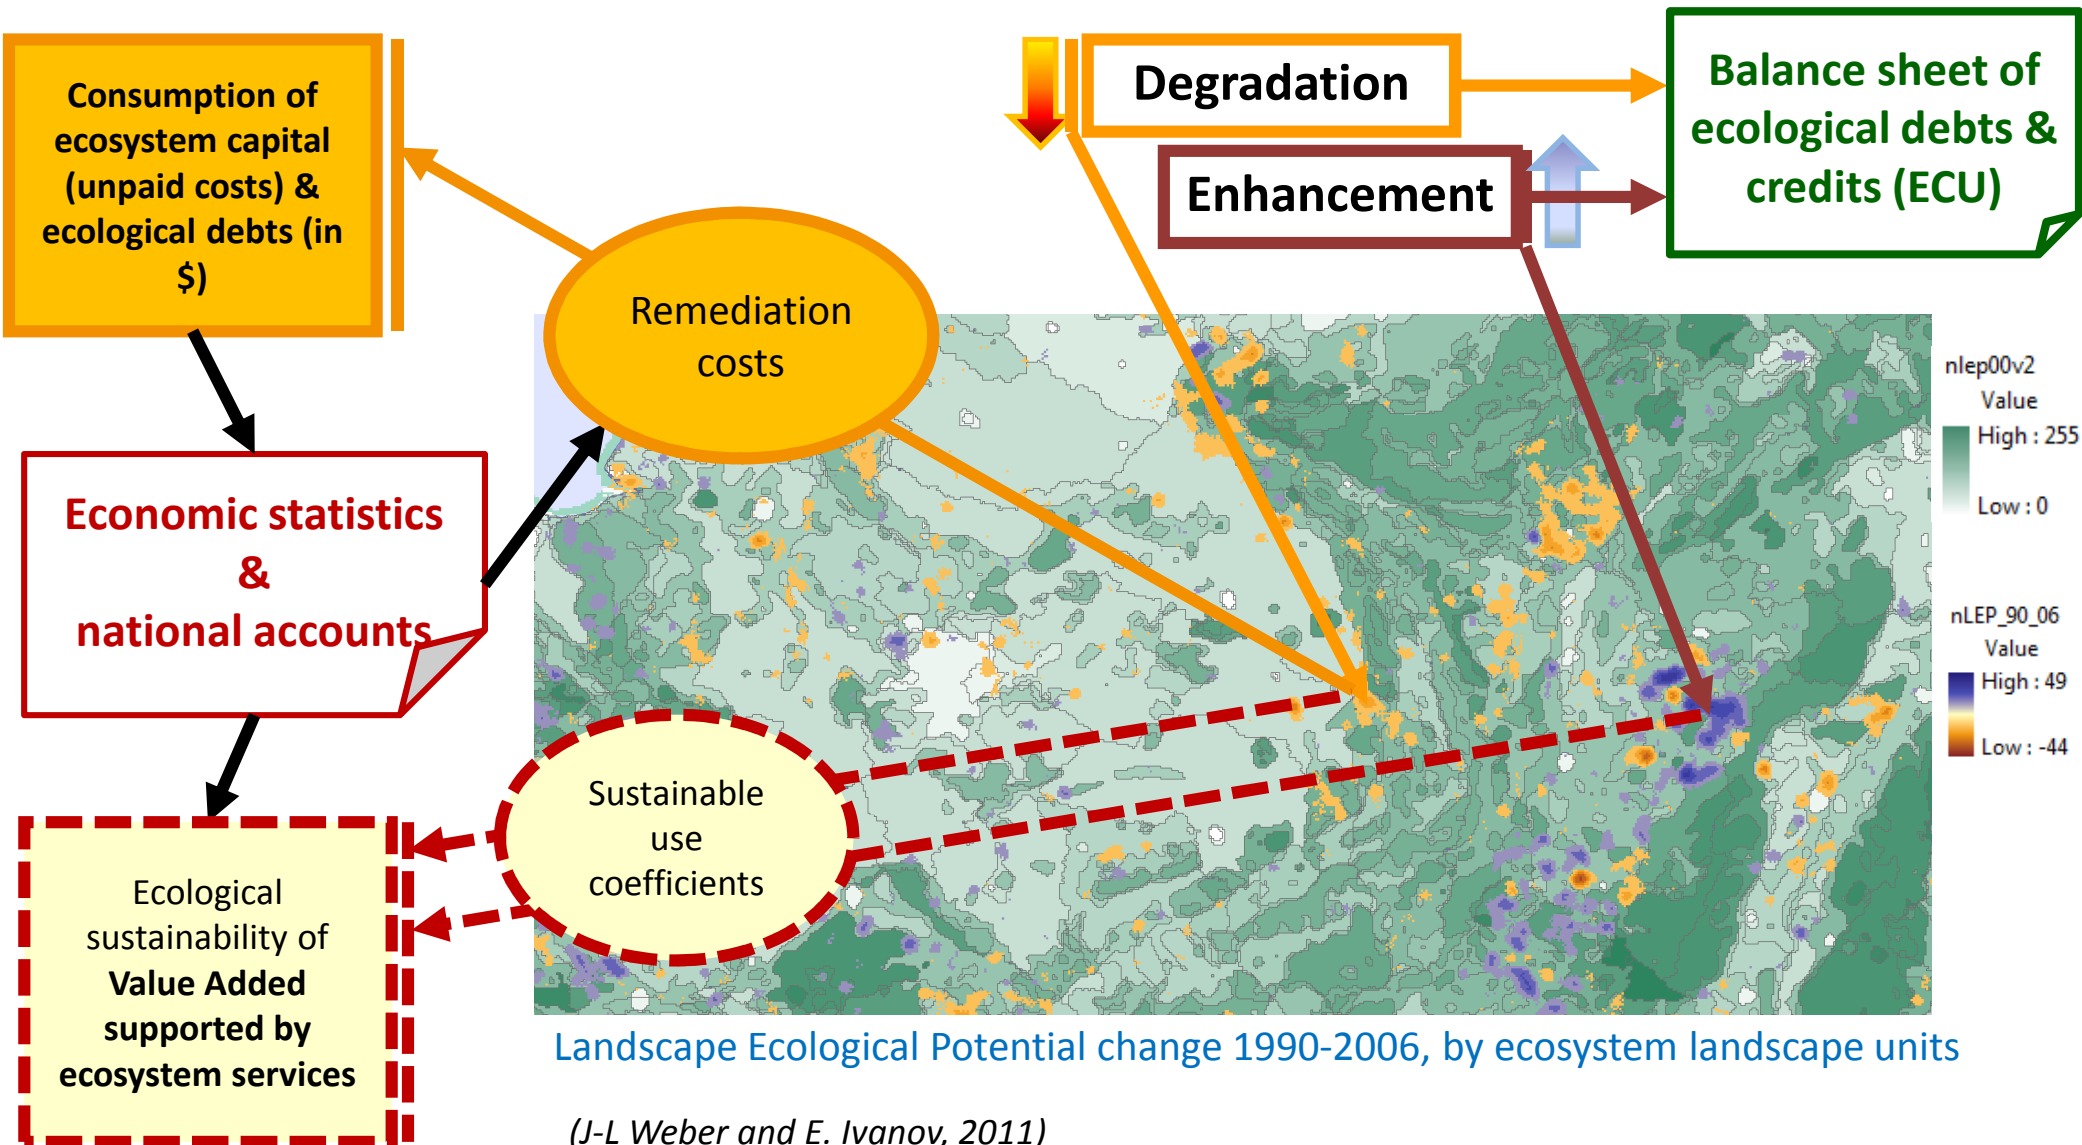 Consumption of
ecosystem capital
(unpaid costs) &
ecological debts (in
$)
Degradation
Enhancement
Balance sheet of
ecological debts &
credits (ECU)
Remediation
costs
nlep00v2
Value
High : 255
Low : 0
Economic statistics
&
national accounts
nLEP_90_06
Value
High : 49
Low : -44
Sustainable
use
coefficients
Ecological
sustainability of
Value Added
supported by
ecosystem services
Landscape Ecological Potential change 1990-2006, by ecosystem landscape units
(J-L Weber and E. Ivanov, 2011)